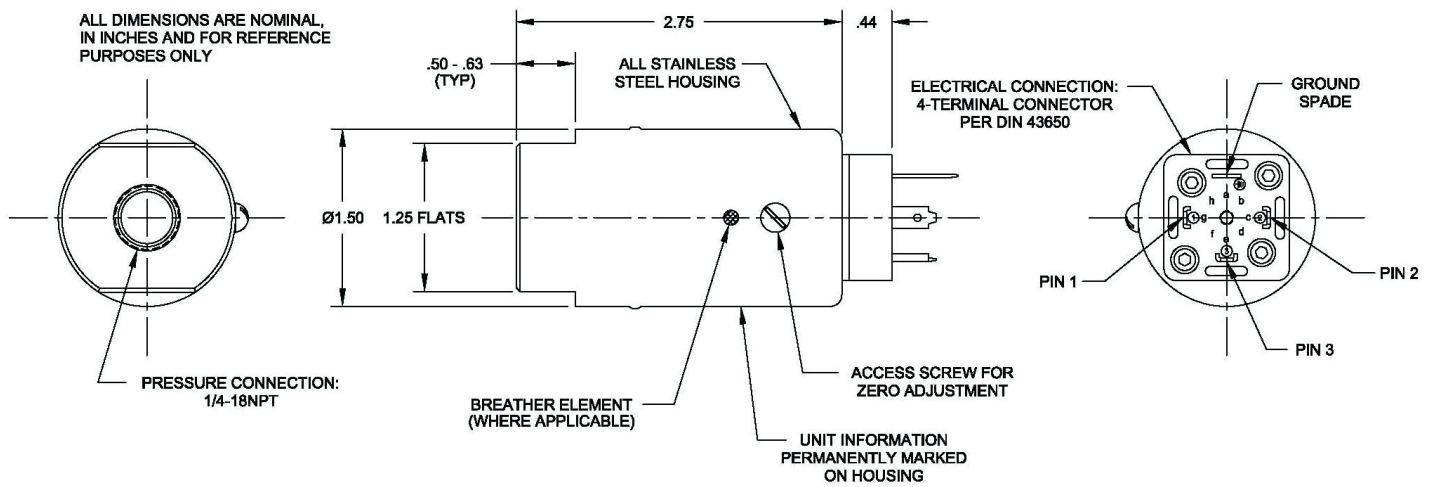 ALL DIMENSIONS ARE NOMINAL,
IN INCHES AND FOR REFERENCE
PURPOSES ONLY
2.75
.44
.50 - .63
(TYP)
ALL STAINLESS
STEEL HOUSING
ELECTRICAL CONNECTION:
4-TERMINAL CONNECTOR
PER DIN 43650
GROUND
SPADE
Ø1.50
1.25 FLATS
a
h b
1 g c 2
f d
e
3
PIN 1
PIN 2
PIN 3
PRESSURE CONNECTION:
1/4-18NPT
BREATHER ELEMENT
(WHERE APPLICABLE)
ACCESS SCREW FOR
ZERO ADJUSTMENT
UNIT INFORMATION
PERMANENTLY MARKED
ON HOUSING